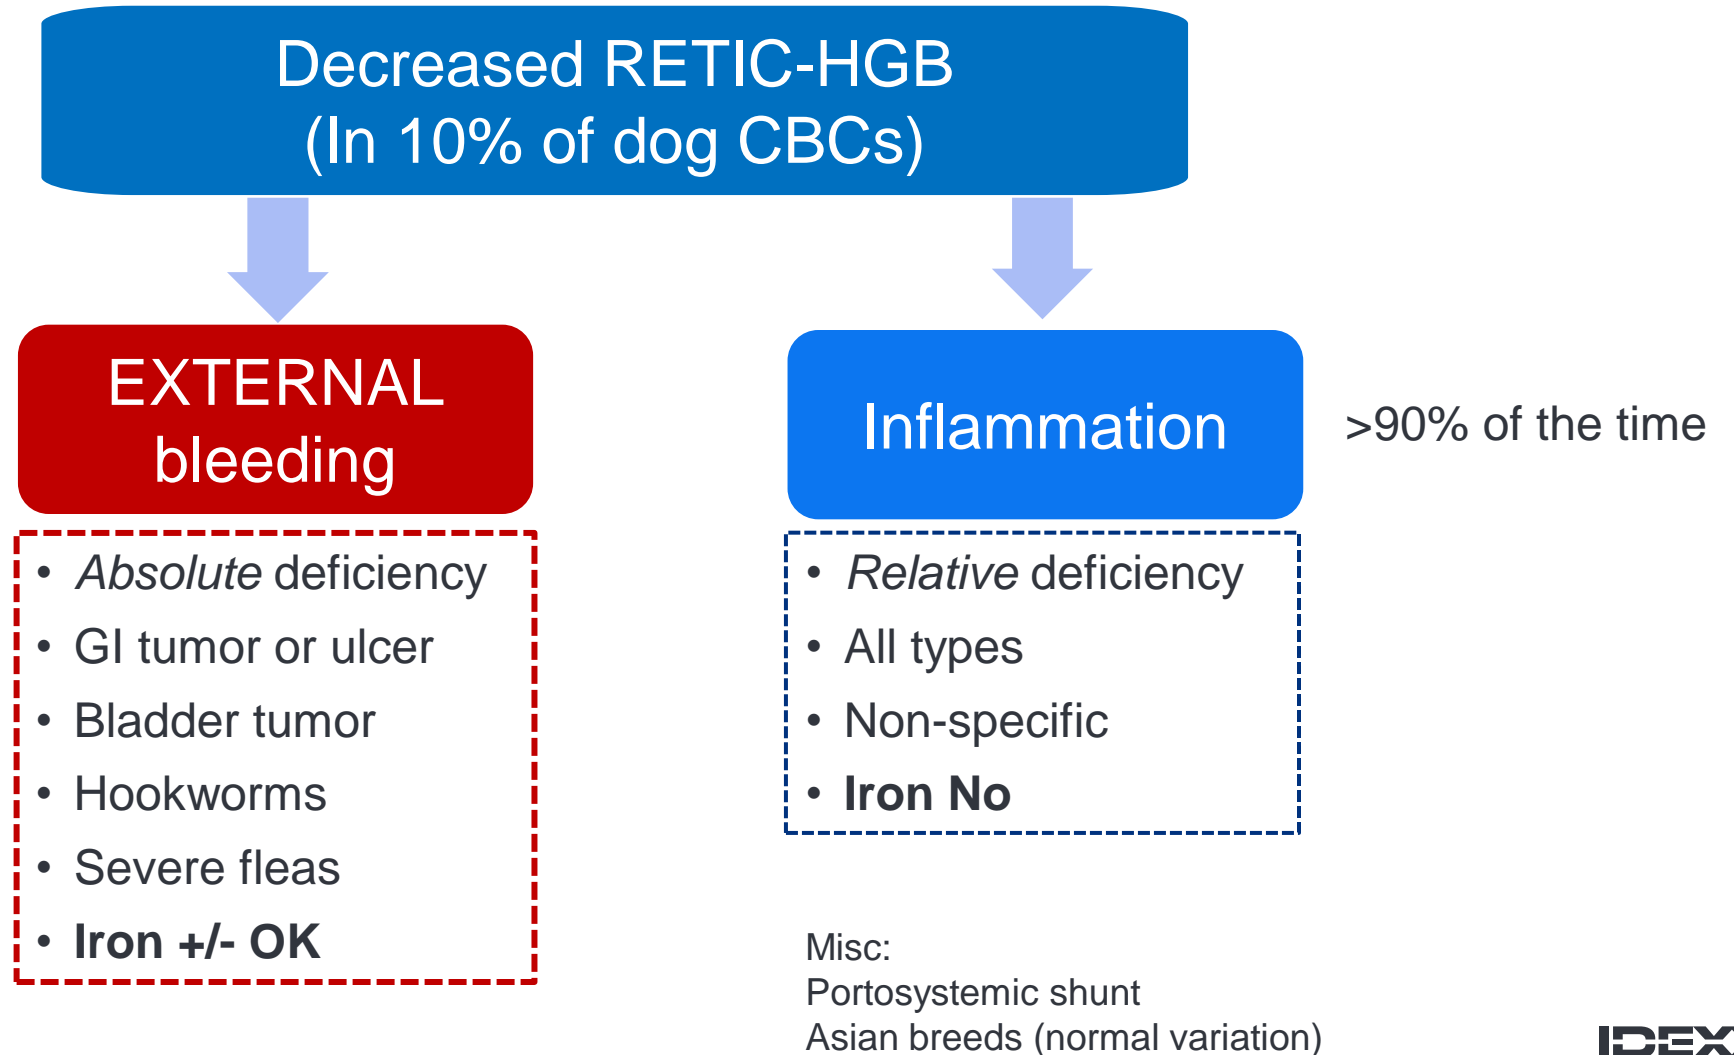 Decreased RETIC-HGB
(In 10% of dog CBCs)
EXTERNAL
bleeding
• Absolute deficiency
• GI tumor or ulcer
• Bladder tumor
• Hookworms
• Severe fleas
• Iron +/- OK
Inflammation
>90% of the time
• Relative deficiency
• All types
• Non-specific
• Iron No
Misc:
Portosystemic shunt
Asian breeds (normal variation)
IDEX